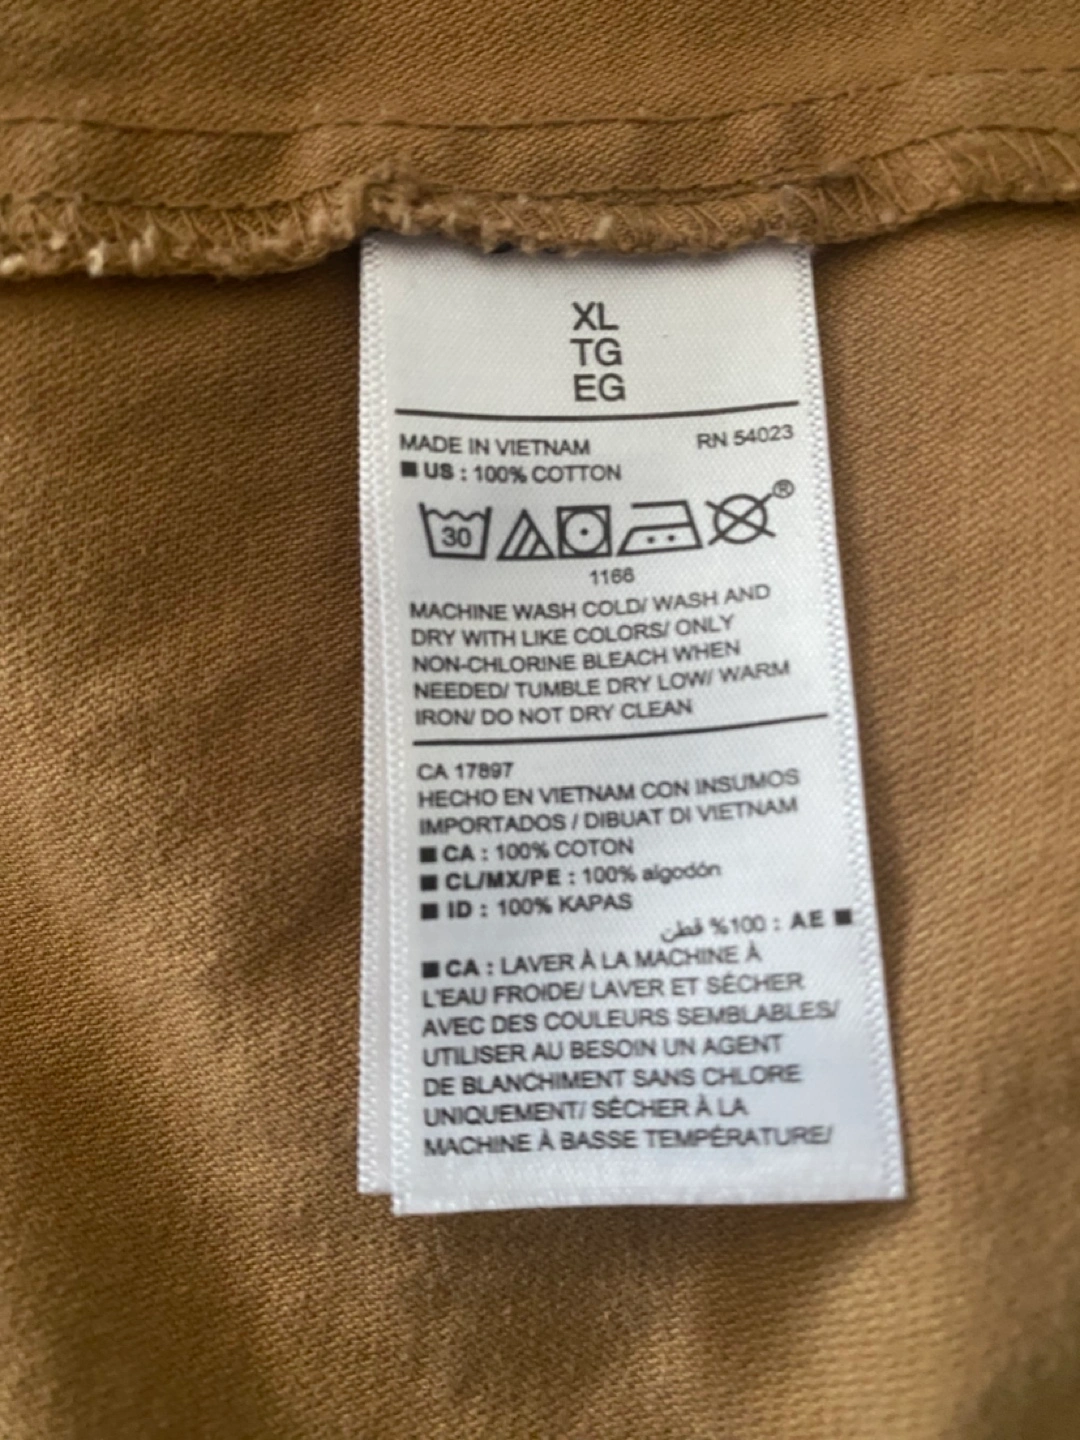 XL
TG
EG
MADE IN VIETNAM RN 54023
■ US : 100% COTTON
30 ®
1166
MACHINE WASH COLD/ WASH AND
DRY WITH LIKE COLORS/ ONLY
NON-CHLORINE BLEACH WHEN
NEEDED/ TUMBLE DRY LOW/ WARM
IRON/ DO NOT DRY CLEAN
CA 17897
HECHO EN VIETNAM CON INSUMOS
IMPORTADOS / DIBUAT DI VIETNAM
■ CA : 100% COTON
■ CL/MX/PE : 100% algodón
■ ID : 100% KAPAS
■ AE : 100% قطن
■ CA : LAVER À LA MACHINE À
L'EAU FROIDE/ LAVER ET SÉCHER
AVEC DES COULEURS SEMBLABLES/
UTILISER AU BESOIN UN AGENT
DE BLANCHIMENT SANS CHLORE
UNIQUEMENT/ SÉCHER À LA
MACHINE À BASSE TEMPÉRATURE/